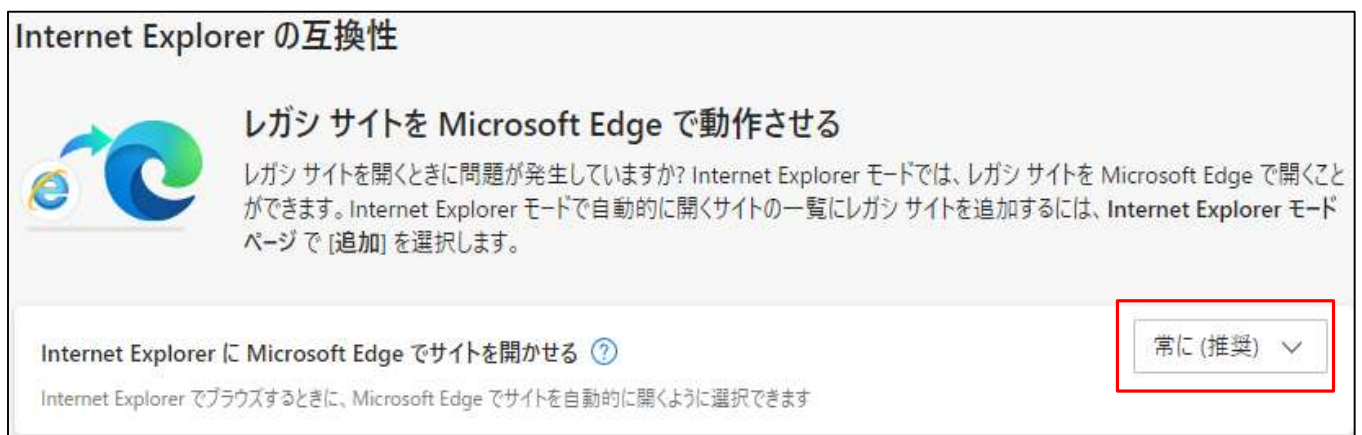 Internet Explorer の互換性
レガシ サイトを Microsoft Edge で動作させる
レガシ サイトを開くときに問題が発生していますか? Internet Explorer モードでは、レガシ サイトを Microsoft Edge で開くこと
ができます。Internet Explorer モードで自動的に開くサイトの一覧にレガシ サイトを追加するには、Internet Explorer モード
ページ で [追加] を選択します。
Internet Explorer に Microsoft Edge でサイトを開かせる
常に (推奨)
Internet Explorer でブラウズするときに、Microsoft Edge でサイトを自動的に開くように選択できます